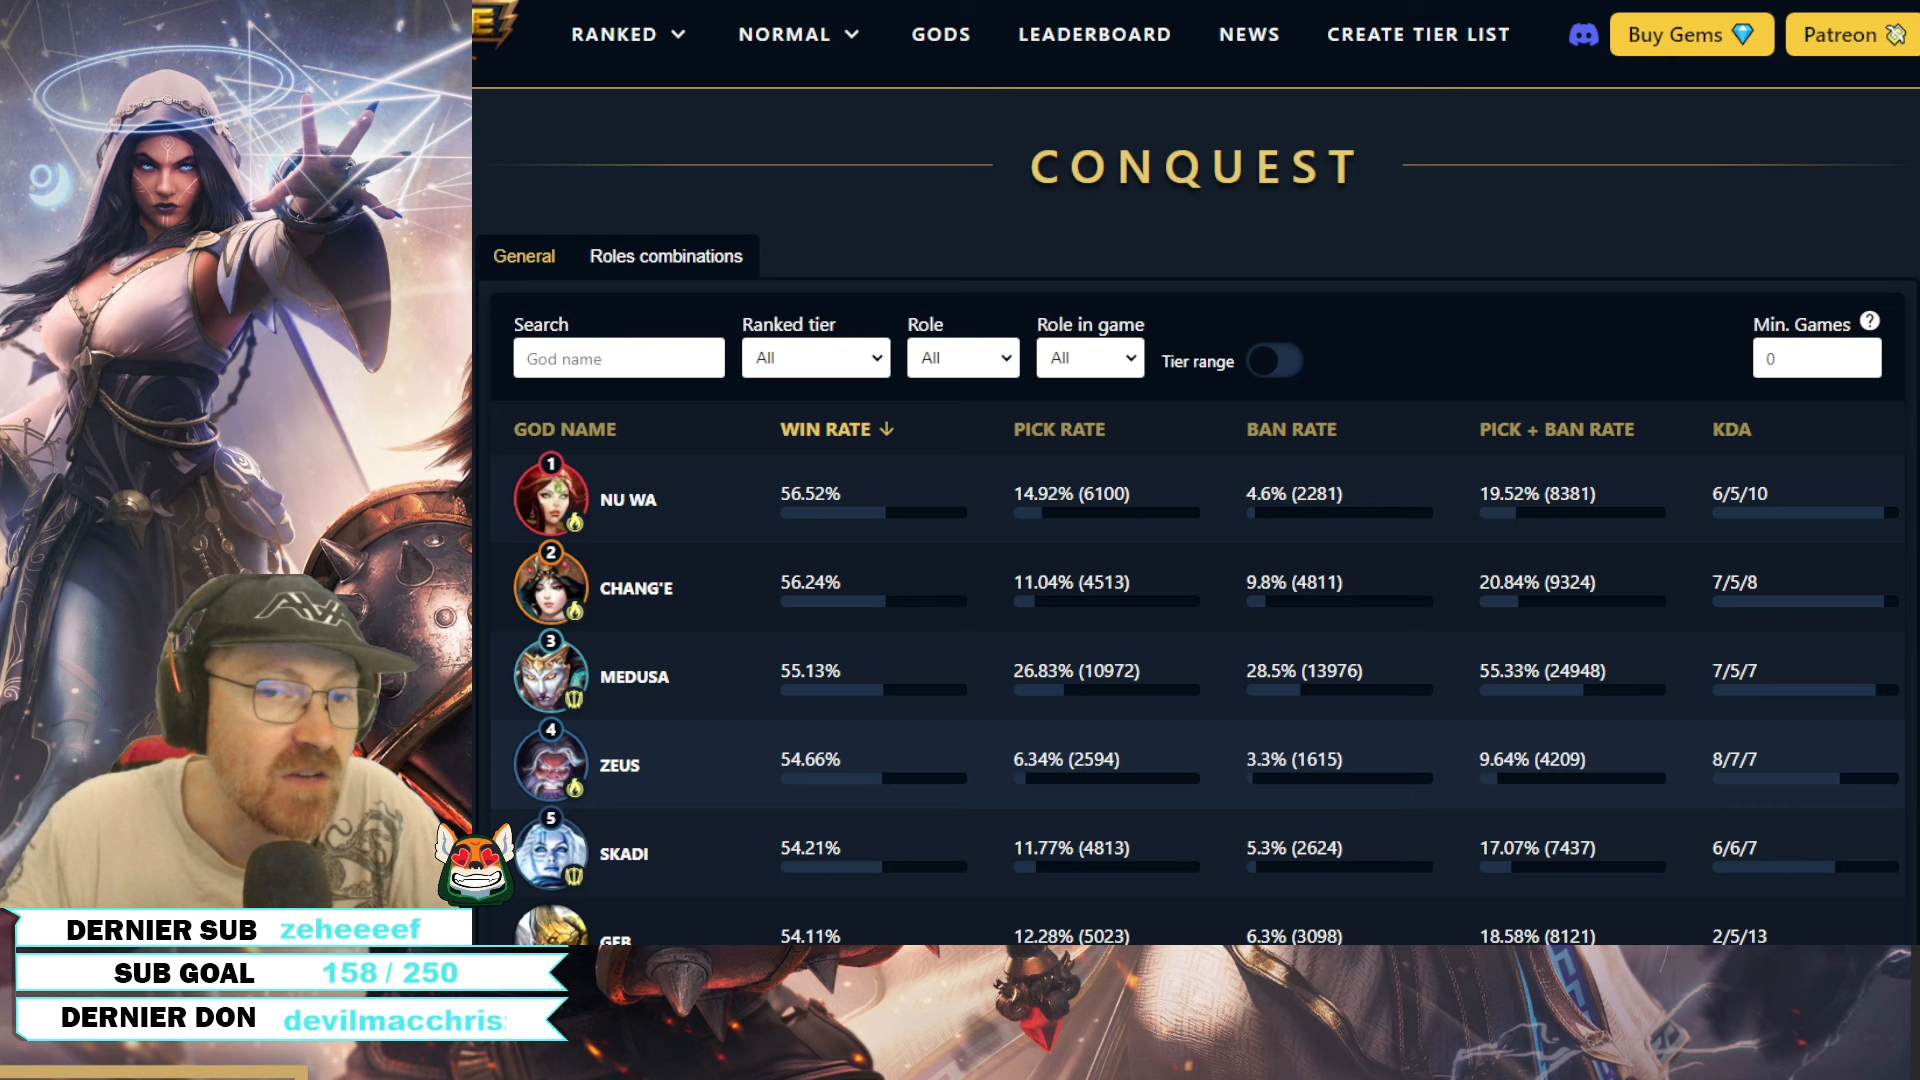 RANKED NORMAL GODS LEADERBOARD NEWS CREATE TIER LIST Buy Gems Patreon
CONQUEST
General Roles combinations
Search Ranked tier Role Role in game Tier range Min. Games ?
God name All All All 0
GOD NAME WIN RATE PICK RATE BAN RATE PICK + BAN RATE KDA
1 NU WA 56.52% 14.92% (6100) 4.6% (2281) 19.52% (8381) 6/5/10
2 CHANG'E 56.24% 11.04% (4513) 9.8% (4811) 20.84% (9324) 7/5/8
3 MEDUSA 55.13% 26.83% (10972) 28.5% (13976) 55.33% (24948) 7/5/7
4 ZEUS 54.66% 6.34% (2594) 3.3% (1615) 9.64% (4209) 8/7/7
5 SKADI 54.21% 11.77% (4813) 5.3% (2624) 17.07% (7437) 6/6/7
GEB 54.11% 12.28% (5023) 6.3% (3098) 18.58% (8121) 2/5/13
DERNIER SUB zeheeeef
SUB GOAL 158 / 250
DERNIER DON devilmacchris